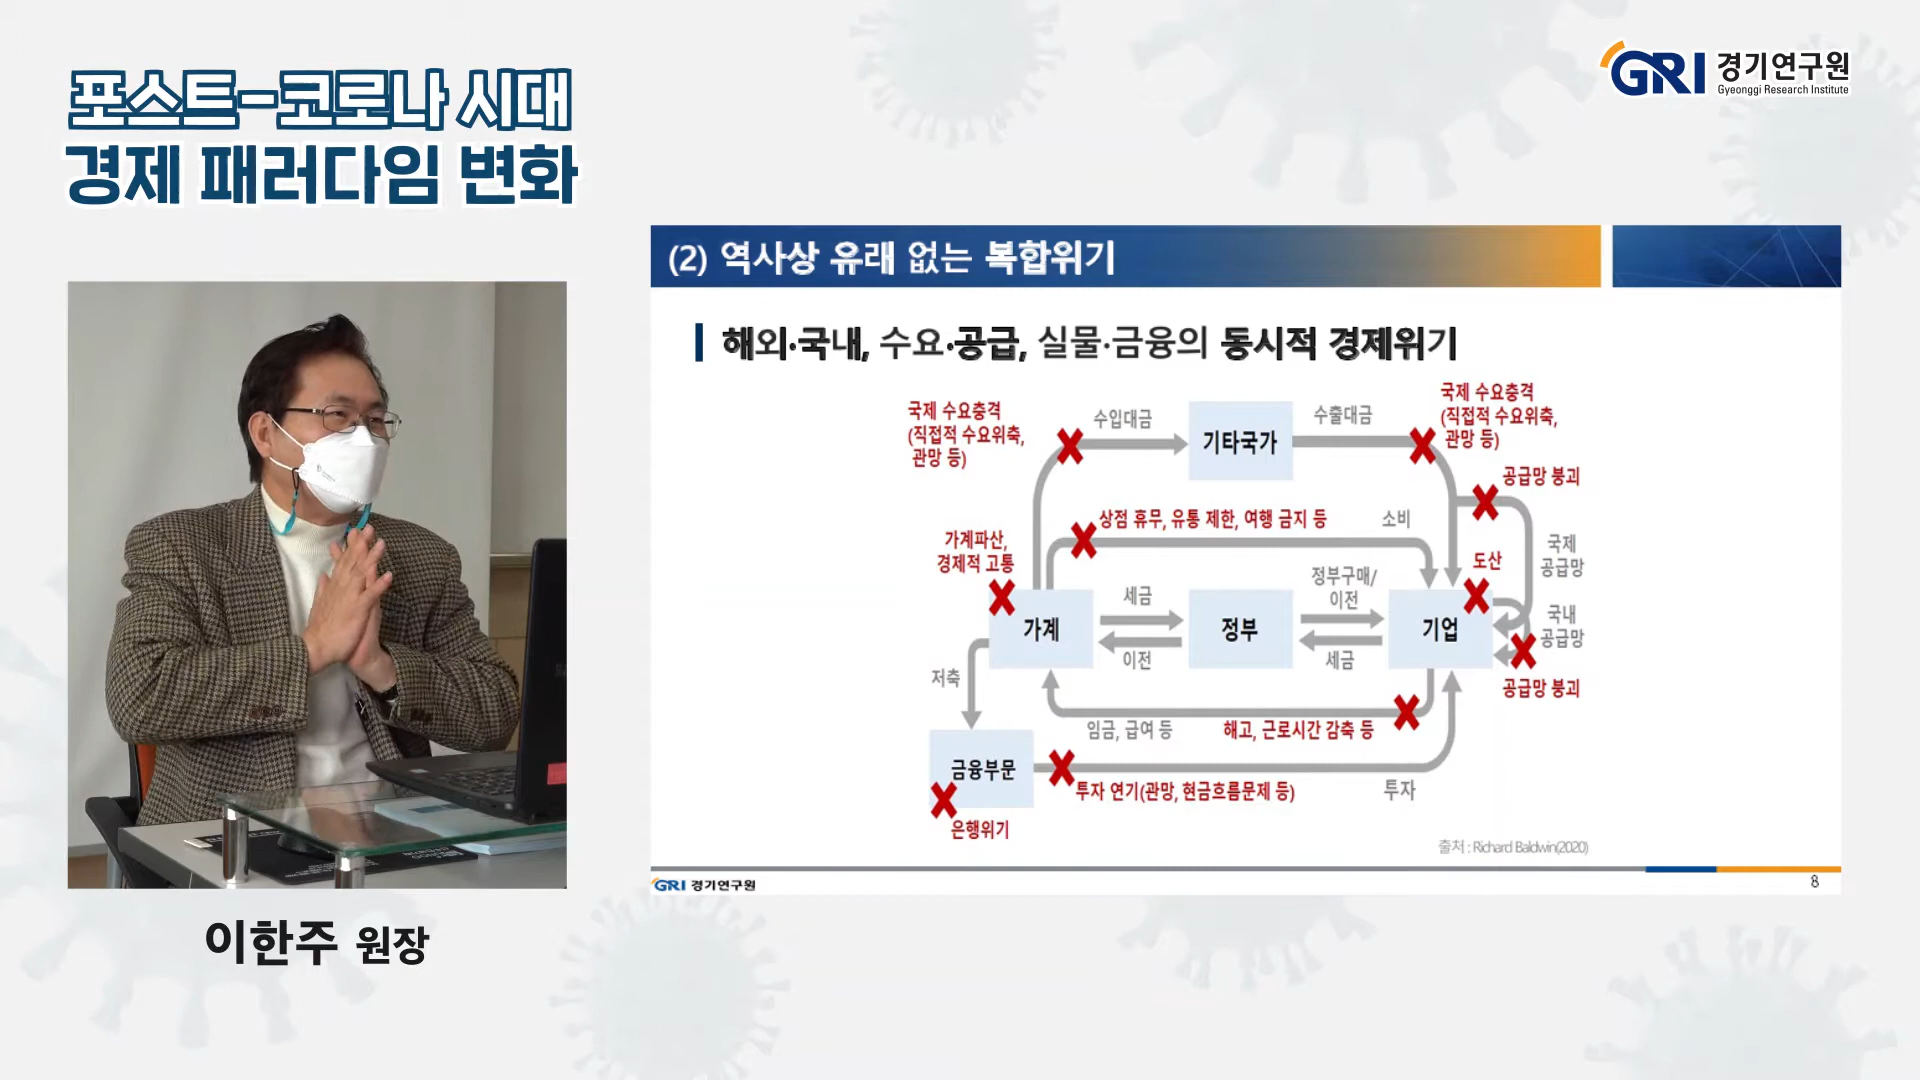 포스트-코로나 시대
경제 패러다임 변화
GRI 경기연구원
Gyeonggi Research Institute
(2) 역사상 유래 없는 복합위기
해외·국내, 수요·공급, 실물·금융의 동시적 경제위기
국제 수요충격
(직접적 수요위축,
관망 등)
수입대금
기타국가
수출대금
국제 수요충격
(직접적 수요위축,
관망 등)
공급망 붕괴
상점 휴무, 유통 제한, 여행 금지 등
소비
가계파산,
경제적 고통
도산
국제
공급망
세금
정부구매/
이전
국내
공급망
가계
정부
기업
이전
세금
저축
공급망 붕괴
임금, 급여 등
해고, 근로시간 감축 등
금융부문
투자 연기(관망, 현금흐름문제 등)
투자
은행위기
출처 : Richard Baldwin(2020)
GRI 경기연구원
8
이한주 원장